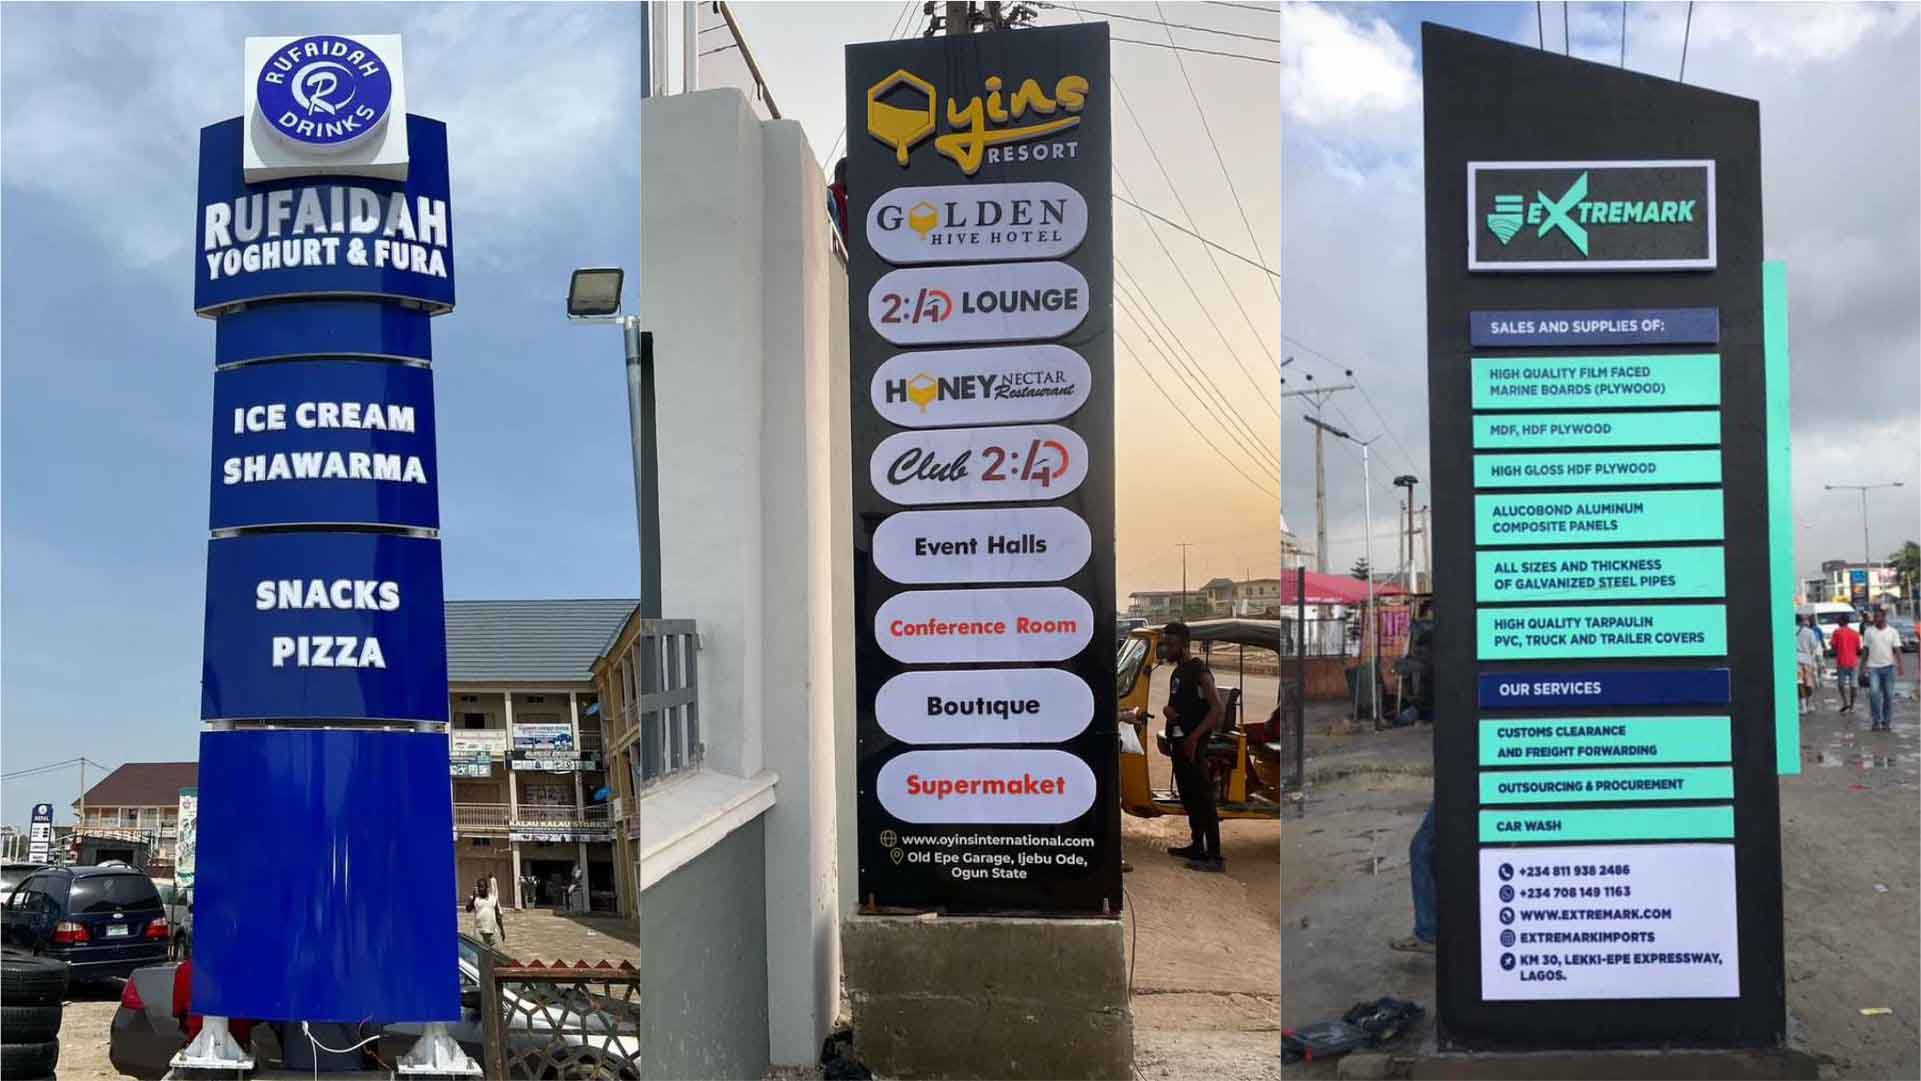 RUFAIDAH
R
DRINKS
RUFAIDAH
YOGHURT & FURA
ICE CREAM
SHAWARMA
SNACKS
PIZZA
KALAU KALAU STORES
Oyins
RESORT
GOLDEN
HIVE HOTEL
2:40 LOUNGE
HONEY NECTAR
Restaurant
Club 2:40
Event Halls
Conference Room
Boutique
Supermaket
www.oyinsinternational.com
Old Epe Garage, Ijebu Ode,
Ogun State
EXTREMARK
SALES AND SUPPLIES OF:
HIGH QUALITY FILM FACED
MARINE BOARDS (PLYWOOD)
MDF, HDF PLYWOOD
HIGH GLOSS HDF PLYWOOD
ALUCOBOND ALUMINUM
COMPOSITE PANELS
ALL SIZES AND THICKNESS
OF GALVANIZED STEEL PIPES
HIGH QUALITY TARPAULIN
PVC, TRUCK AND TRAILER COVERS
OUR SERVICES
CUSTOMS CLEARANCE
AND FREIGHT FORWARDING
OUTSOURCING & PROCUREMENT
CAR WASH
+234 811 938 2486
+234 708 149 1163
WWW.EXTREMARK.COM
EXTREMARKIMPORTS
KM 30, LEKKI-EPE EXPRESSWAY,
LAGOS.